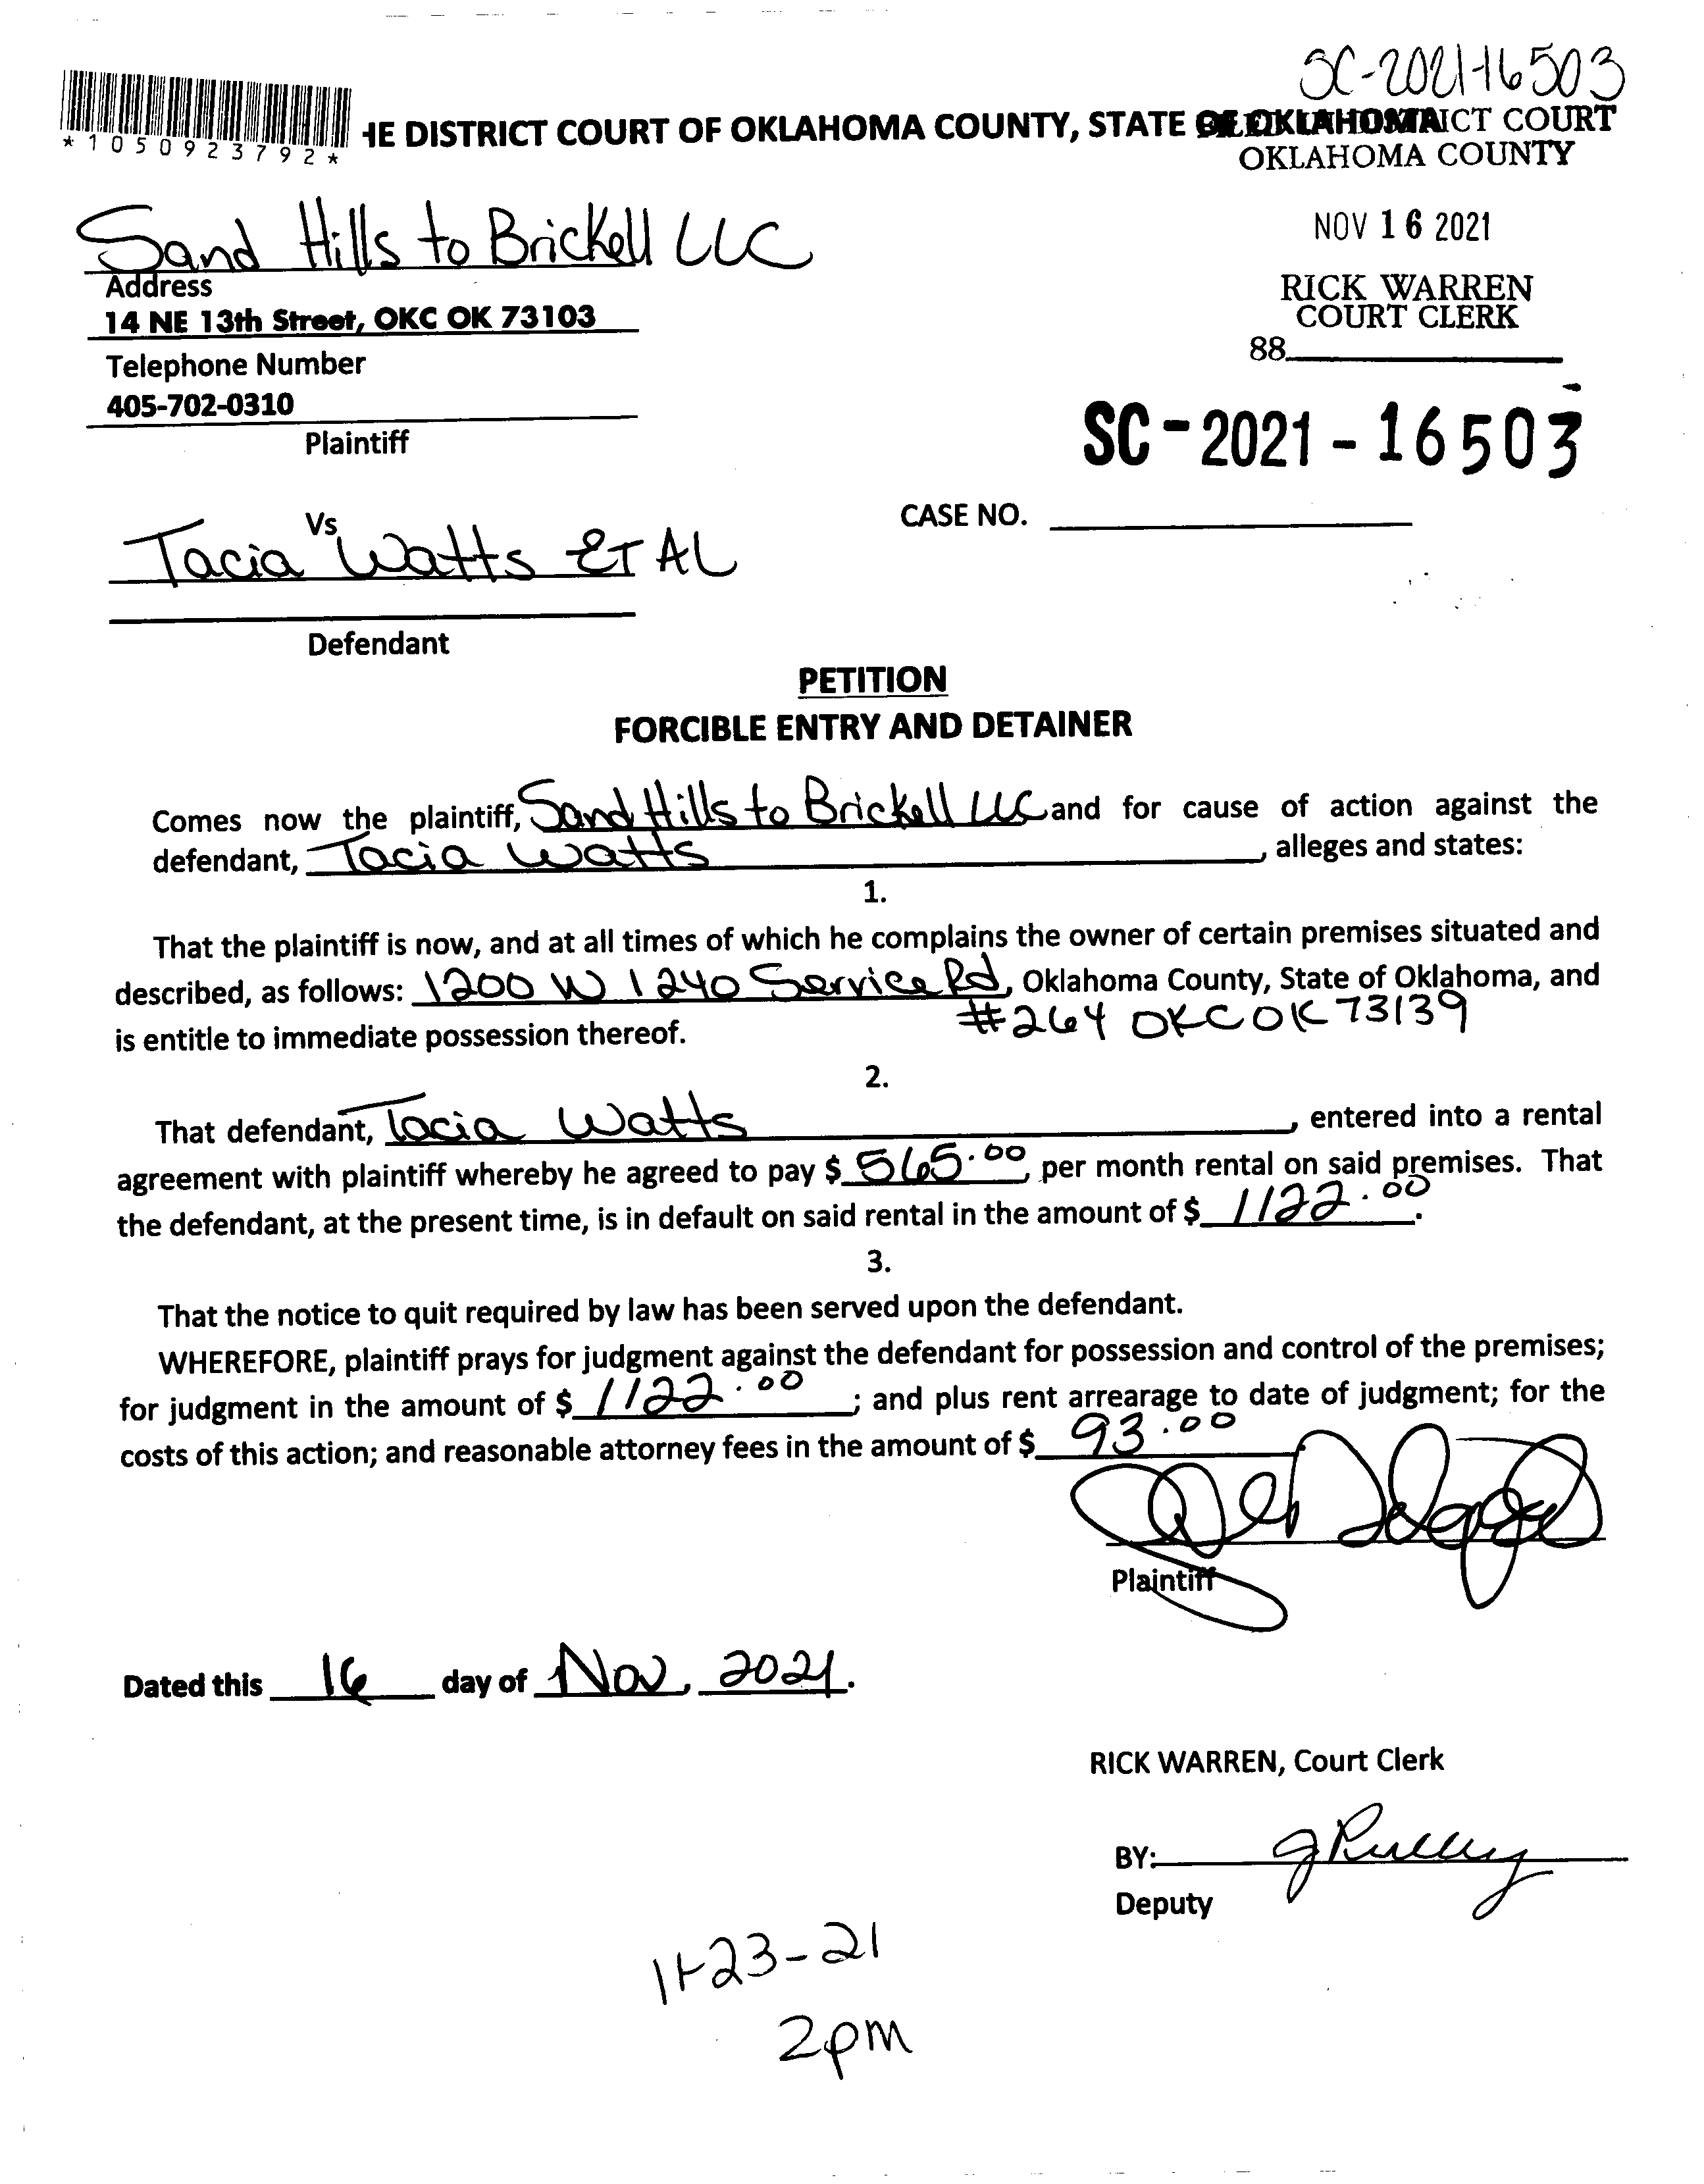 SC-2021-16503
*1050923792*
HE DISTRICT COURT OF OKLAHOMA COUNTY, STATE OF OKLAHOMA
FILED IN DISTRICT COURT
OKLAHOMA COUNTY
Sand Hills to Brickell LLC
NOV 16 2021
Address
14 NE 13th Street, OKC OK 73103
RICK WARREN
COURT CLERK
Telephone Number
88
405-702-0310
Plaintiff
SC-2021-16503
Vs
CASE NO.
Tacia Watts ET AL
Defendant
PETITION
FORCIBLE ENTRY AND DETAINER
Comes now the plaintiff, Sand Hills to Brickell LLC and for cause of action against the
defendant, Tacia Watts, alleges and states:
1.
That the plaintiff is now, and at all times of which he complains the owner of certain premises situated and
described, as follows: 1200 W I 240 Service Rd, Oklahoma County, State of Oklahoma, and
#264 OKC OK 73139
is entitle to immediate possession thereof.
2.
That defendant, Tacia Watts, entered into a rental
agreement with plaintiff whereby he agreed to pay $ 565.00, per month rental on said premises. That
the defendant, at the present time, is in default on said rental in the amount of $ 1122.00.
3.
That the notice to quit required by law has been served upon the defendant.
WHEREFORE, plaintiff prays for judgment against the defendant for possession and control of the premises;
for judgment in the amount of $ 1122.00; and plus rent arrearage to date of judgment; for the
costs of this action; and reasonable attorney fees in the amount of $ 93.00
Plaintiff
Dated this 16 day of Nov, 2021.
RICK WARREN, Court Clerk
BY:
Deputy
11-23-21
2pm